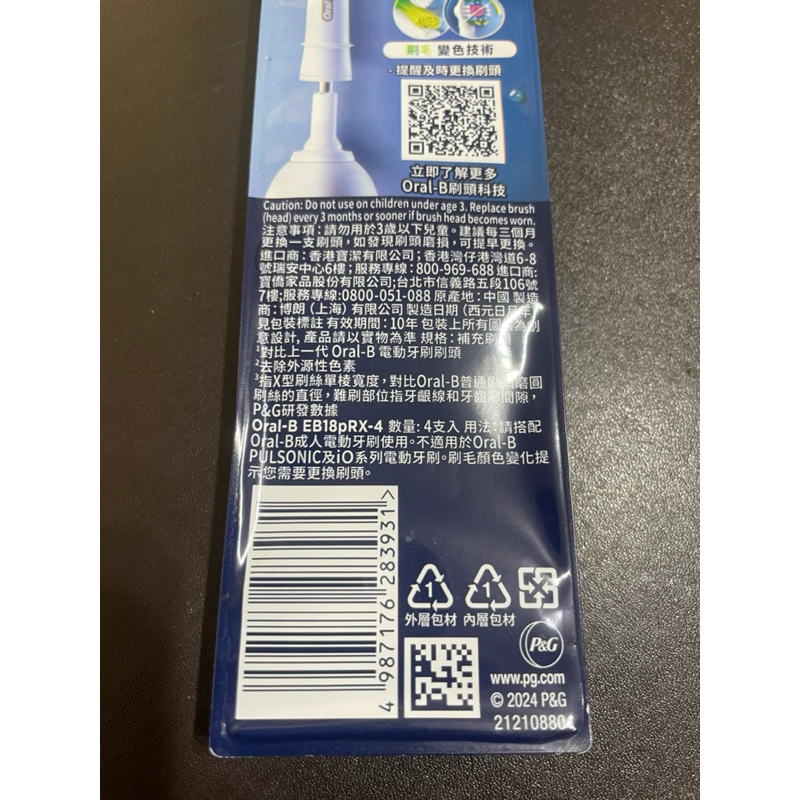 Oral-B
刷毛 變色技術
-提醒及時更換刷頭
立即了解更多
Oral-B刷頭科技
Caution: Do not use on children under age 3. Replace brush
(head) every 3 months or sooner if brush head becomes worn.
注意事項：請勿用於3歲以下兒童。建議每三個月
更換一支刷頭，如發現刷頭磨損，可提早更換。
進口商：香港寶潔有限公司；香港灣仔港灣道6-8
號瑞安中心6樓；服務專線：800-969-688 進口商：
寶僑家品股份有限公司;台北市信義路五段106號
7樓;服務專線:0800-051-088 原產地：中國 製造
商：博朗（上海）有限公司 製造日期（西元日月年）
見包裝標註 有效期間：10年 包裝上所有圖 為創
意設計, 產品請以實物為準 規格：補充刷頭
1對比上一代 Oral-B 電動牙刷刷頭
2去除外源性色素
3指X型刷絲單棱寬度，對比Oral-B普通刷 磨圓
刷絲的直徑，難刷部位指牙齦線和牙齒 間隙，
P&G研發數據
Oral-B EB18pRX-4 數量：4支入 用法：請搭配
Oral-B成人電動牙刷使用。不適用於Oral-B
PULSONIC及iO系列電動牙刷。刷毛顏色變化提
示您需要更換刷頭。
4 987176 283931>
1 1
外層包材 內層包材
P&G
www.pg.com
© 2024 P&G
212108804